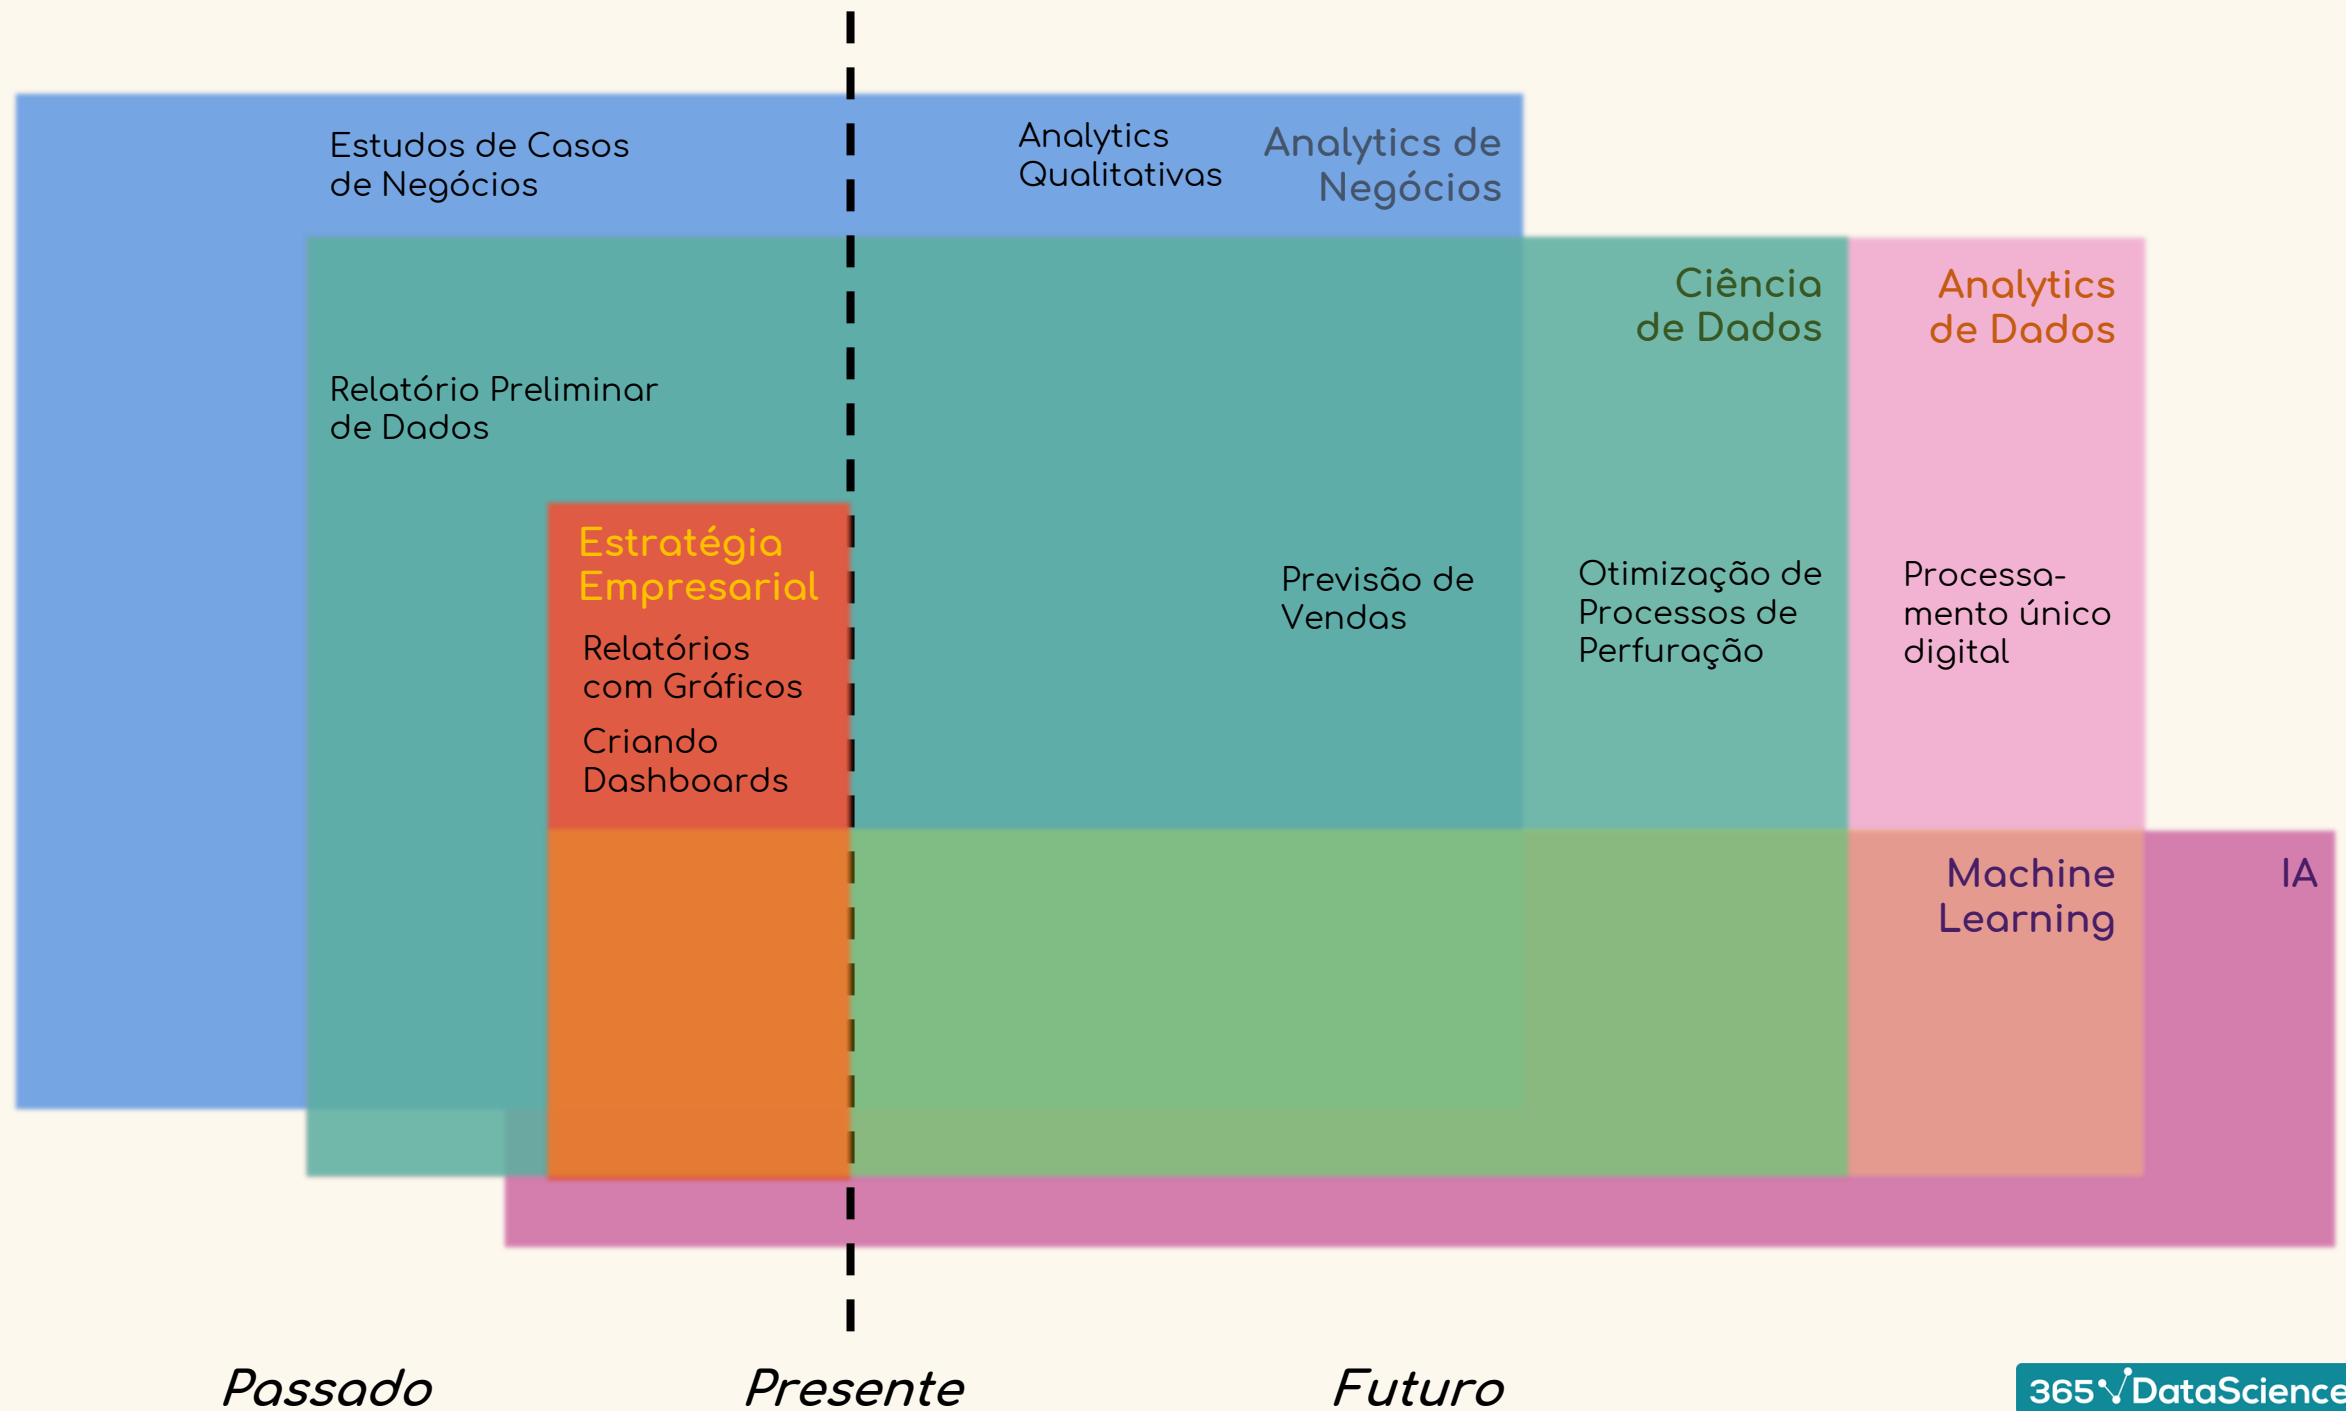 Estudos de Casos
de Negócios
Analytics
Qualitativas
Analytics de
Negócios
Ciência
de Dados
Analytics
de Dados
Relatório Preliminar
de Dados
Estratégia
Empresarial
Relatórios
com Gráficos
Criando
Dashboards
Previsão de
Vendas
Otimização de
Processos de
Perfuração
Processa-
mento único
digital
Machine
Learning
IA
Passado
Presente
Futuro
365 DataScience